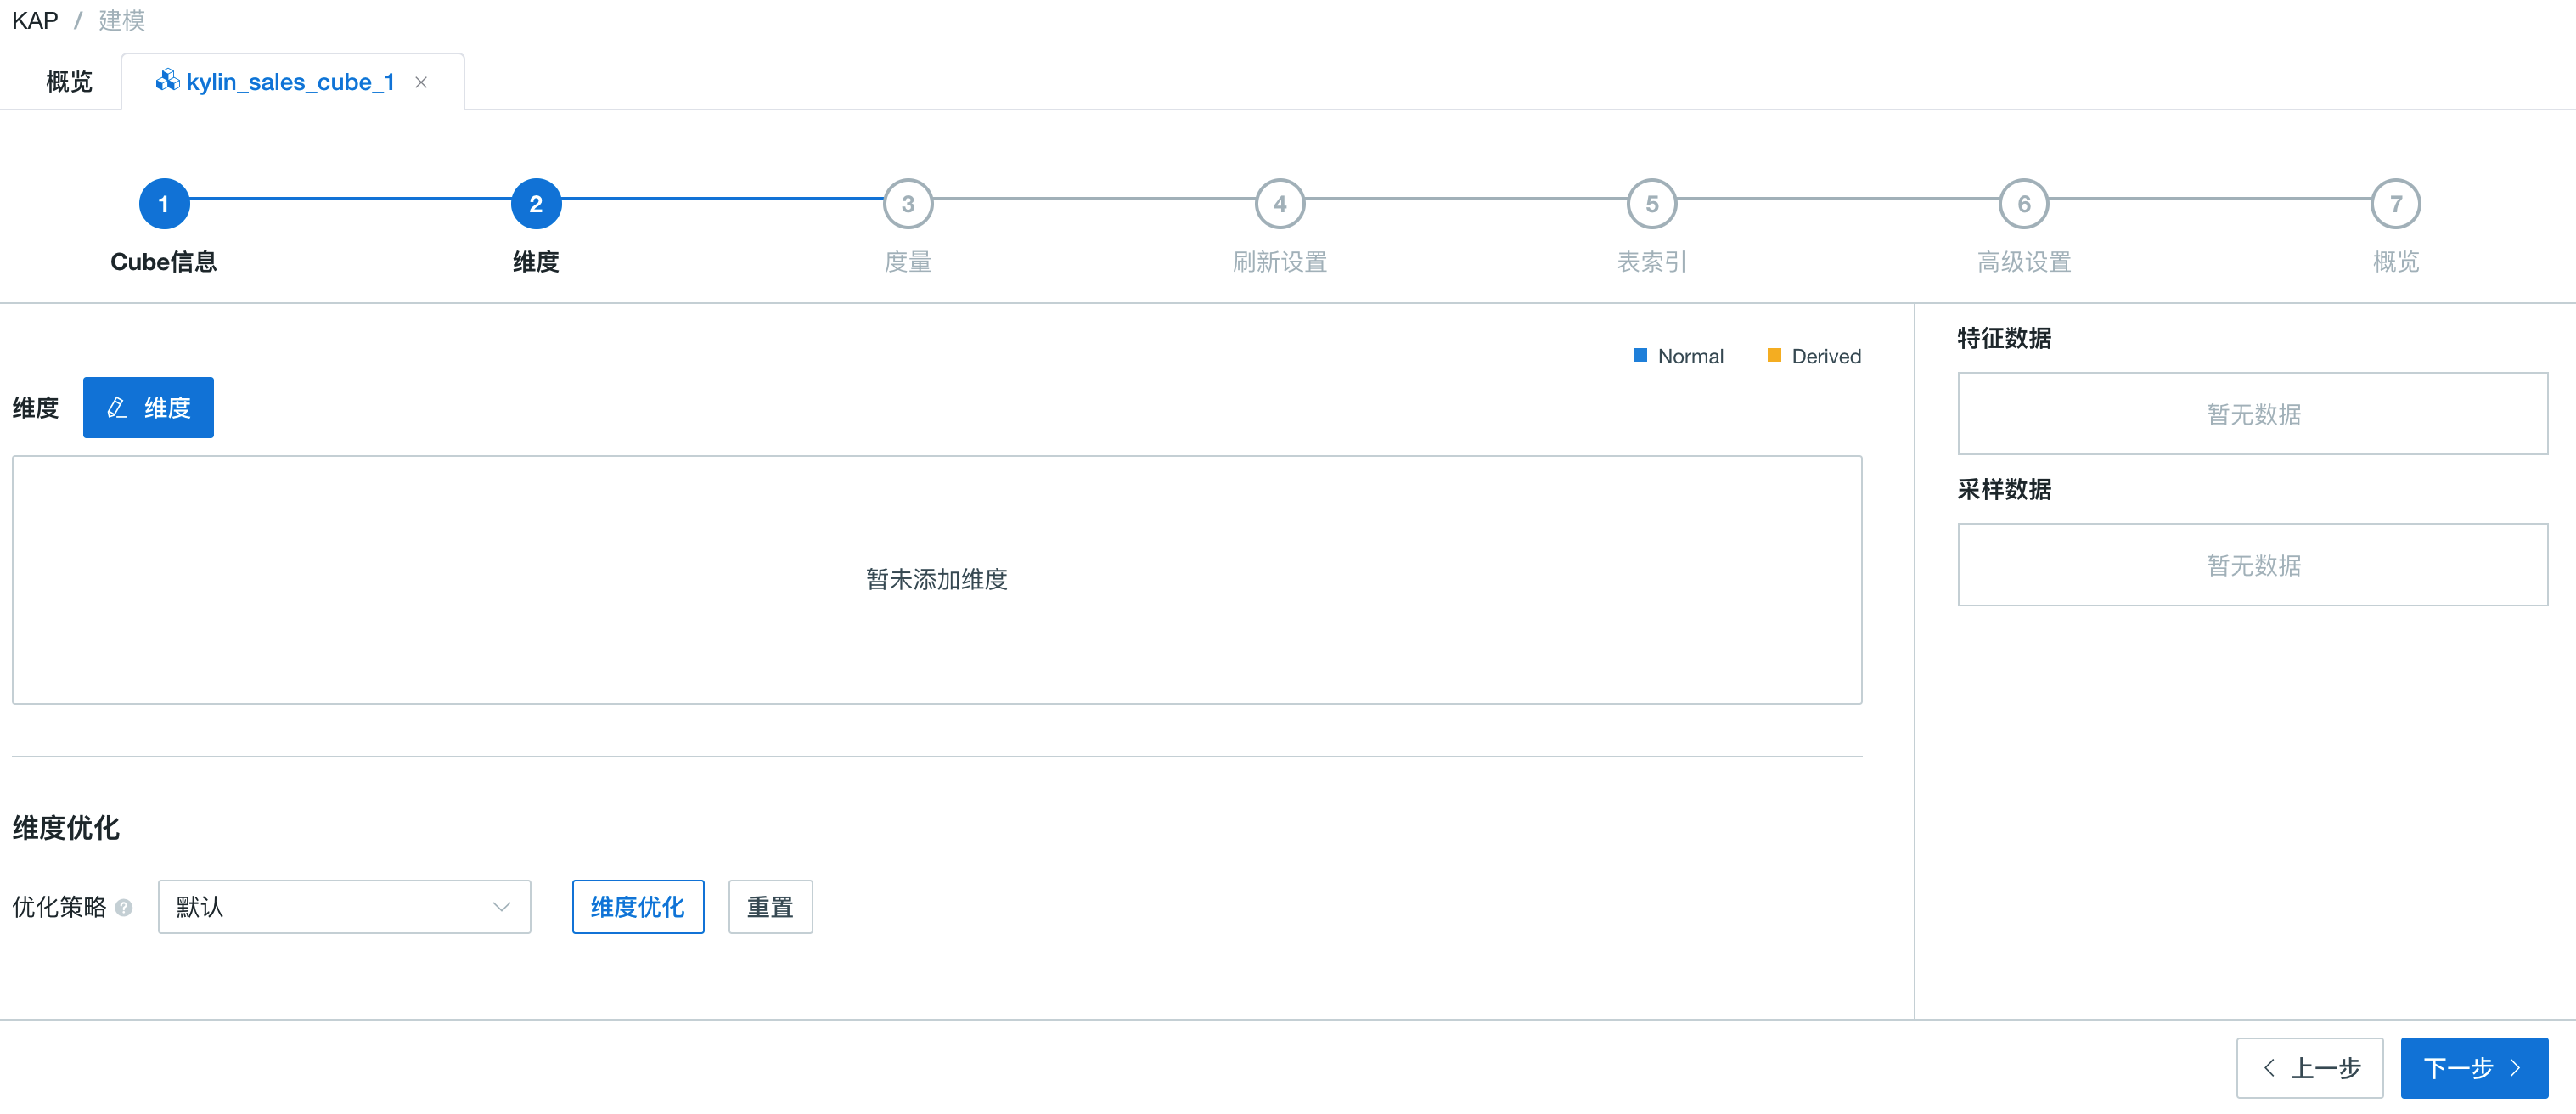 KAP / 建模
概览 kylin_sales_cube_1 ×
1 2 3 4 5 6 7
Cube信息 维度 度量 刷新设置 表索引 高级设置 概览
Normal Derived
维度 维度
暂未添加维度
维度优化
优化策略 ? 默认 维度优化 重置
特征数据
暂无数据
采样数据
暂无数据
上一步 下一步